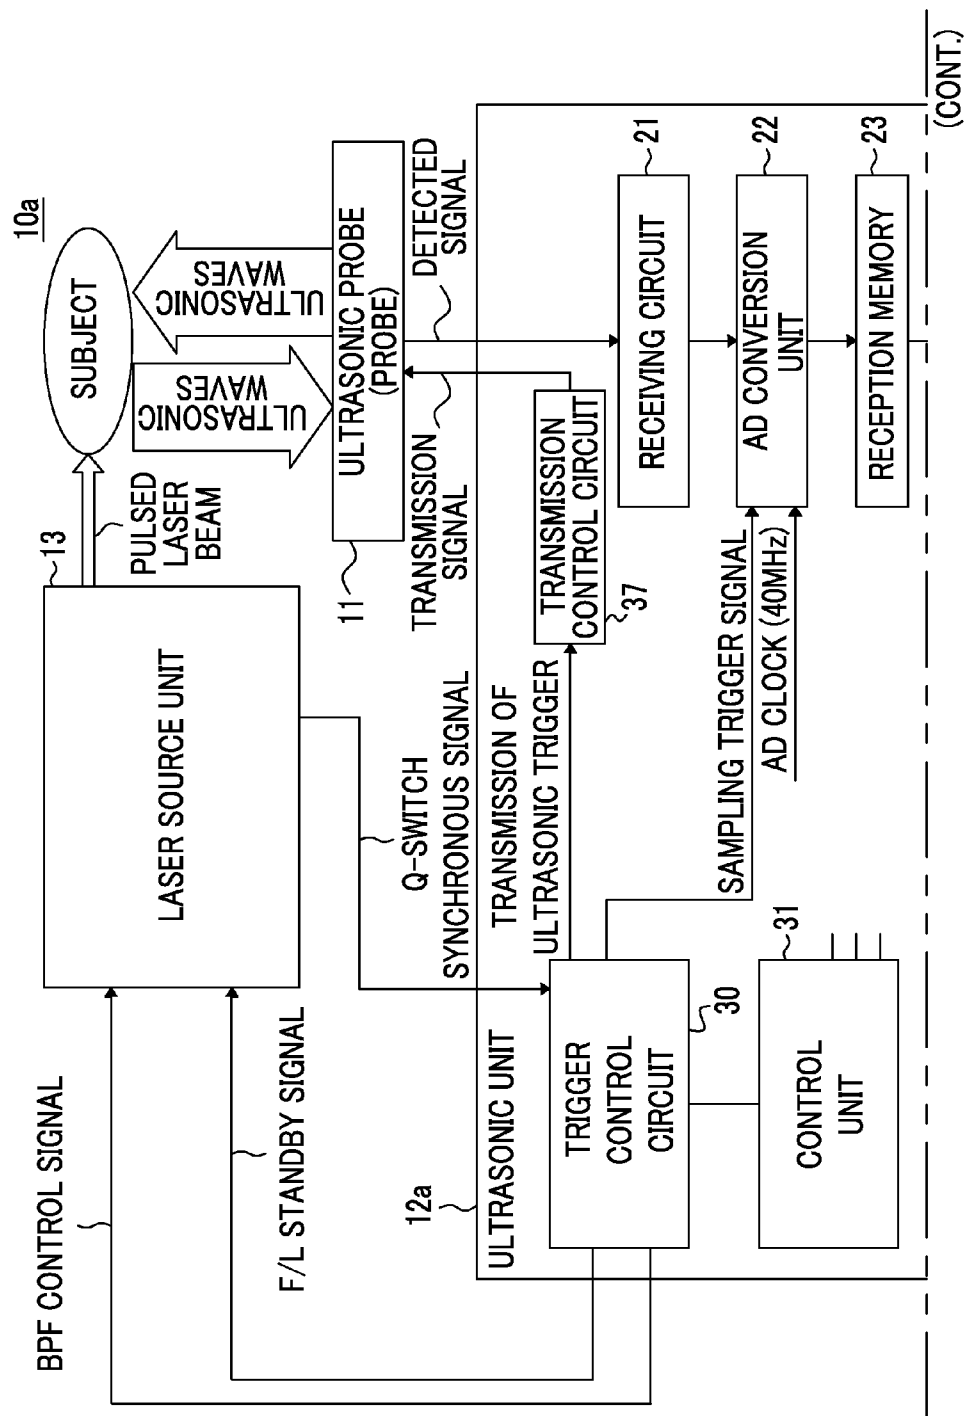 10a
SUBJECT
ULTRASONIC
WAVES
ULTRASONIC
WAVES
13
PULSED
LASER
BEAM
LASER SOURCE UNIT
11
ULTRASONIC PROBE
(PROBE)
BPF CONTROL SIGNAL
F/L STANDBY SIGNAL
Q-SWITCH
SYNCHRONOUS SIGNAL
TRANSMISSION
SIGNAL
DETECTED
SIGNAL
12a
ULTRASONIC UNIT
TRANSMISSION OF
ULTRASONIC TRIGGER
TRANSMISSION
CONTROL CIRCUIT
37
TRIGGER
CONTROL
CIRCUIT
30
RECEIVING CIRCUIT
21
SAMPLING TRIGGER SIGNAL
AD CLOCK (40MHz)
AD CONVERSION
UNIT
22
CONTROL
UNIT
31
RECEPTION MEMORY
23
(CONT.)